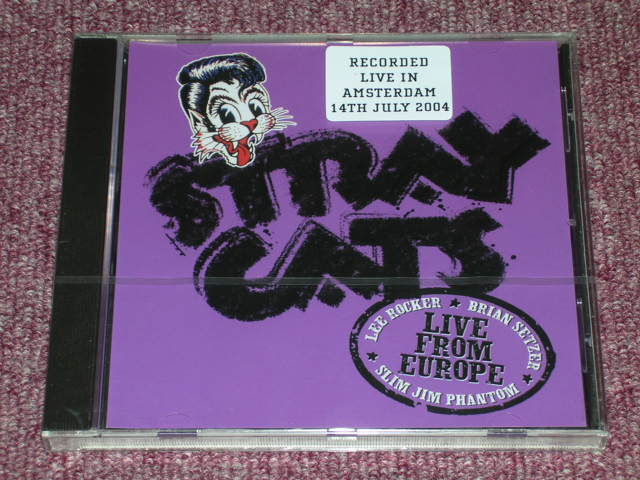 RECORDED
LIVE IN
AMSTERDAM
14TH JULY 2004
STRAY
CATS
LEE ROCKER ★ BRIAN SETZER
LIVE
FROM
EUROPE
★ SLIM JIM PHANTOM ★